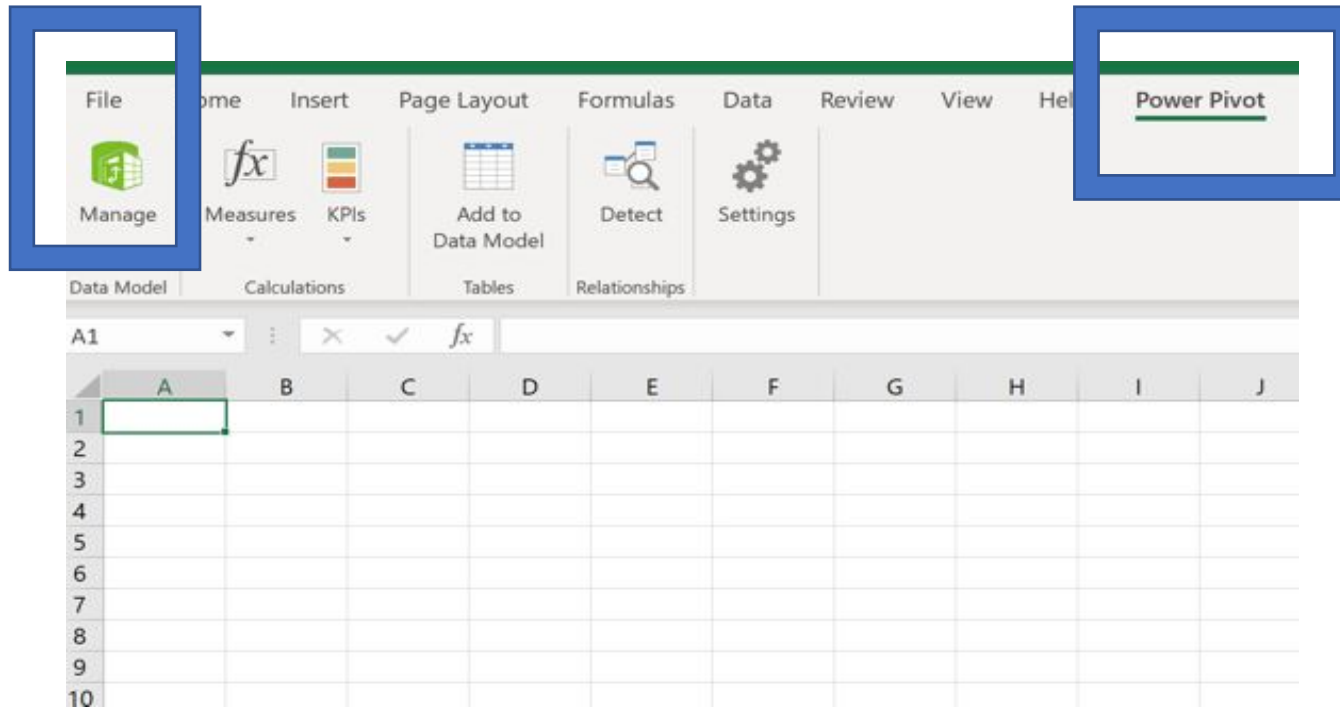 File ome Insert Page Layout Formulas Data Review View Hel Power Pivot
fx
Manage Measures KPIs Add to Data Model Detect Settings
Data Model Calculations Tables Relationships
A1 fx
A B C D E F G H I J
1
2
3
4
5
6
7
8
9
10